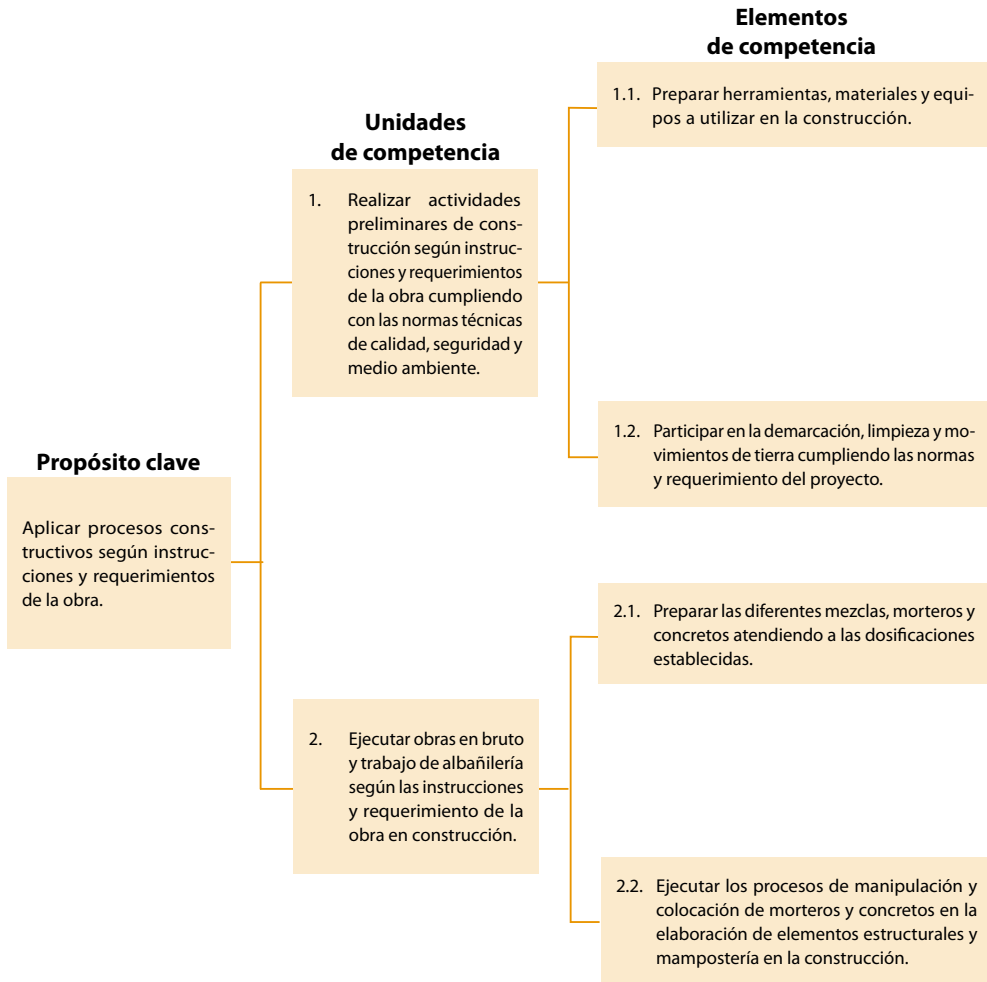 Propósito clave
Aplicar procesos cons-
tructivos según instruc-
ciones y requerimientos
de la obra.
Unidades
de competencia
1. Realizar actividades
preliminares de cons-
trucción según instruc-
ciones y requerimientos
de la obra cumpliendo
con las normas técnicas
de calidad, seguridad y
medio ambiente.
2. Ejecutar obras en bruto
y trabajo de albañilería
según las instrucciones
y requerimiento de la
obra en construcción.
Elementos
de competencia
1.1. Preparar herramientas, materiales y equi-
pos a utilizar en la construcción.
1.2. Participar en la demarcación, limpieza y mo-
vimientos de tierra cumpliendo las normas
y requerimiento del proyecto.
2.1. Preparar las diferentes mezclas, morteros y
concretos atendiendo a las dosificaciones
establecidas.
2.2. Ejecutar los procesos de manipulación y
colocación de morteros y concretos en la
elaboración de elementos estructurales y
mampostería en la construcción.